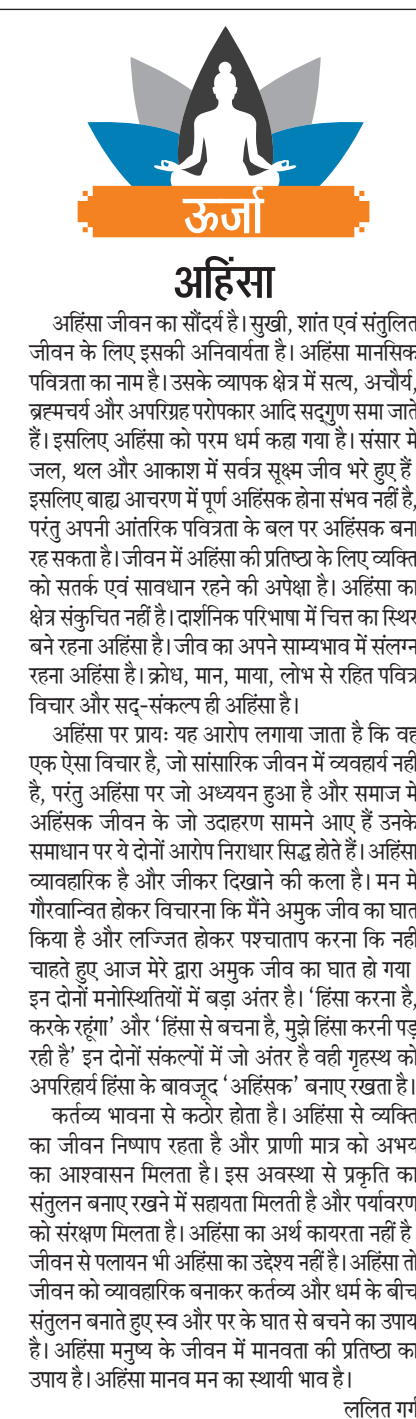 ऊर्जा
अहिंसा
अहिंसा जीवन का सौंदर्य है। सुखी, शांत एवं संतुलित
जीवन के लिए इसकी अनिवार्यता है। अहिंसा मानसिक
पवित्रता का नाम है। उसके व्यापक क्षेत्र में सत्य, अचौर्य,
ब्रह्मचर्य और अपरिग्रह परोपकार आदि सद्गुण समा जाते
हैं। इसलिए अहिंसा को परम धर्म कहा गया है। संसार में
जल, थल और आकाश में सर्वत्र सूक्ष्म जीव भरे हुए हैं
इसलिए बाह्य आचरण में पूर्ण अहिंसक होना संभव नहीं है,
परंतु अपनी आंतरिक पवित्रता के बल पर अहिंसक बना
रह सकता है। जीवन में अहिंसा की प्रतिष्ठा के लिए व्यक्ति
को सतर्क एवं सावधान रहने की अपेक्षा है। अहिंसा का
क्षेत्र संकुचित नहीं है। दार्शनिक परिभाषा में चित्त का स्थिर
बने रहना अहिंसा है। जीव का अपने साम्यभाव में संलग्न
रहना अहिंसा है। क्रोध, मान, माया, लोभ से रहित पवित्र
विचार और सद्-संकल्प ही अहिंसा है।
अहिंसा पर प्रायः यह आरोप लगाया जाता है कि वह
एक ऐसा विचार है, जो सांसारिक जीवन में व्यवहार्य नहीं
है, परंतु अहिंसा पर जो अध्ययन हुआ है और समाज में
अहिंसक जीवन के जो उदाहरण सामने आए हैं उनके
समाधान पर ये दोनों आरोप निराधार सिद्ध होते हैं। अहिंसा
व्यावहारिक है और जीकर दिखाने की कला है। मन में
गौरवान्वित होकर विचारना कि मैंने अमुक जीव का घात
किया है और लज्जित होकर पश्चाताप करना कि नहीं
चाहते हुए आज मेरे द्वारा अमुक जीव का घात हो गया
इन दोनों मनोस्थितियों में बड़ा अंतर है। ‘हिंसा करना है,
करके रहूंगा’ और ‘हिंसा से बचना है, मुझे हिंसा करनी पड़
रही है’ इन दोनों संकल्पों में जो अंतर है वही गृहस्थ को
अपरिहार्य हिंसा के बावजूद ‘अहिंसक’ बनाए रखता है।
कर्तव्य भावना से कठोर होता है। अहिंसा से व्यक्ति
का जीवन निष्पाप रहता है और प्राणी मात्र को अभय
का आश्वासन मिलता है। इस अवस्था से प्रकृति का
संतुलन बनाए रखने में सहायता मिलती है और पर्यावरण
को संरक्षण मिलता है। अहिंसा का अर्थ कायरता नहीं है
जीवन से पलायन भी अहिंसा का उद्देश्य नहीं है। अहिंसा तो
जीवन को व्यावहारिक बनाकर कर्तव्य और धर्म के बीच
संतुलन बनाते हुए स्व और पर के घात से बचने का उपाय
है। अहिंसा मनुष्य के जीवन में मानवता की प्रतिष्ठा का
उपाय है। अहिंसा मानव मन का स्थायी भाव है।
ललित गर्ग